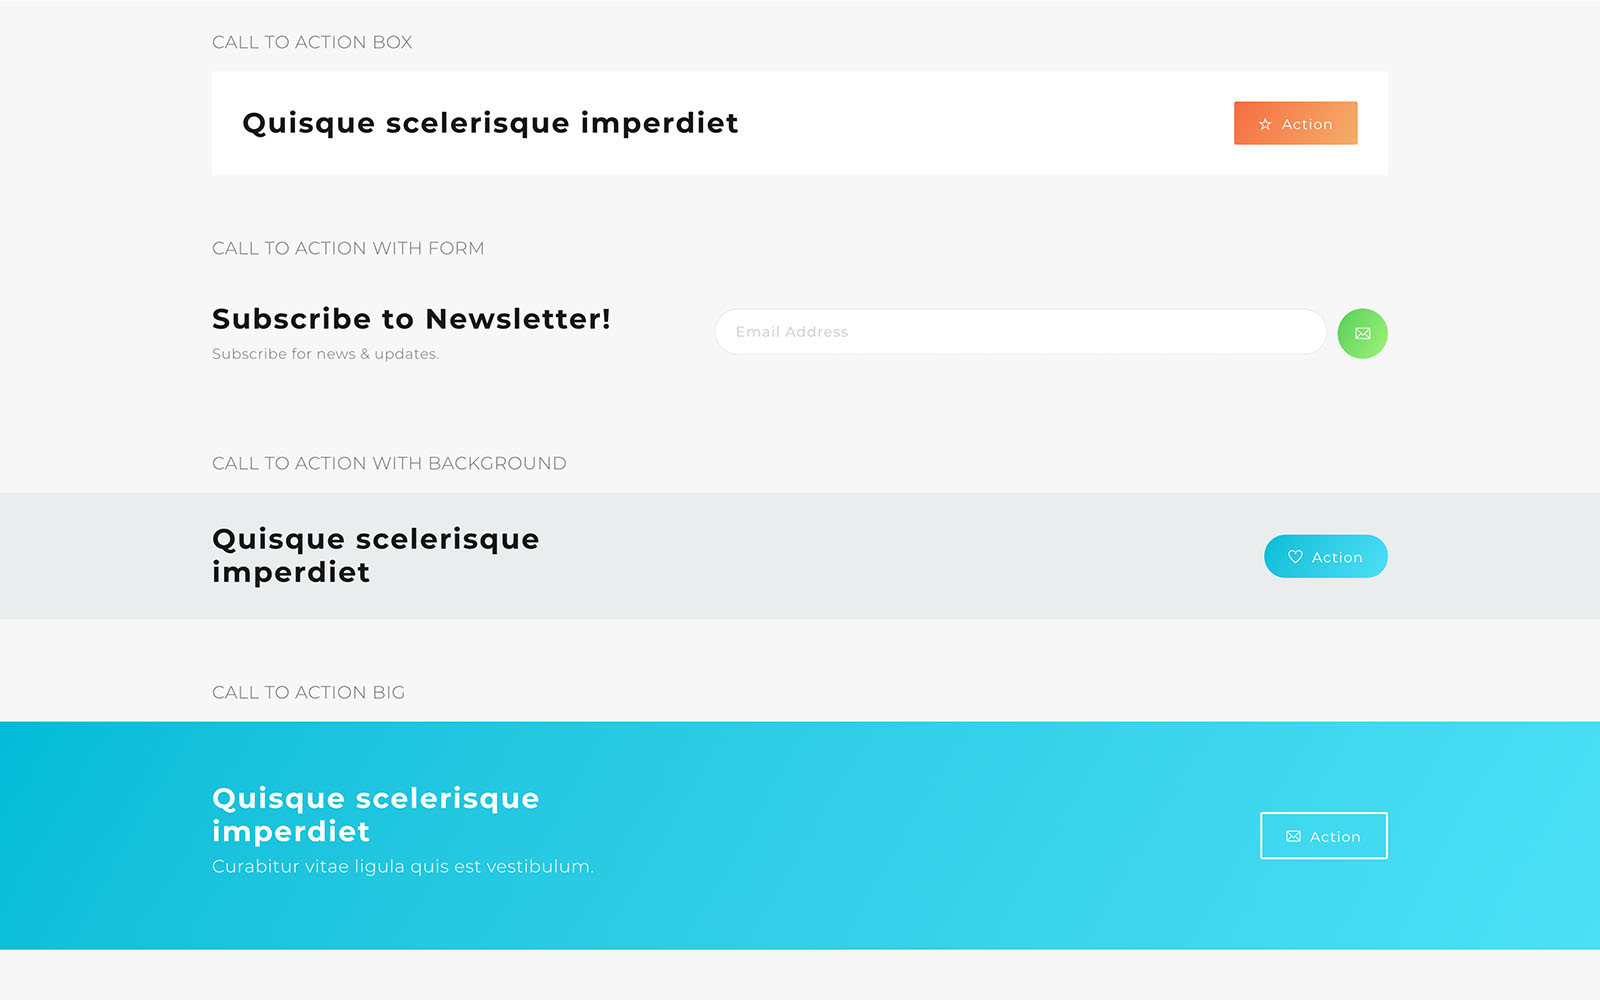 CALL TO ACTION BOX
Quisque scelerisque imperdiet
Action
CALL TO ACTION WITH FORM
Subscribe to Newsletter!
Subscribe for news & updates.
Email Address
CALL TO ACTION WITH BACKGROUND
Quisque scelerisque
imperdiet
Action
CALL TO ACTION BIG
Quisque scelerisque
imperdiet
Curabitur vitae ligula quis est vestibulum.
Action